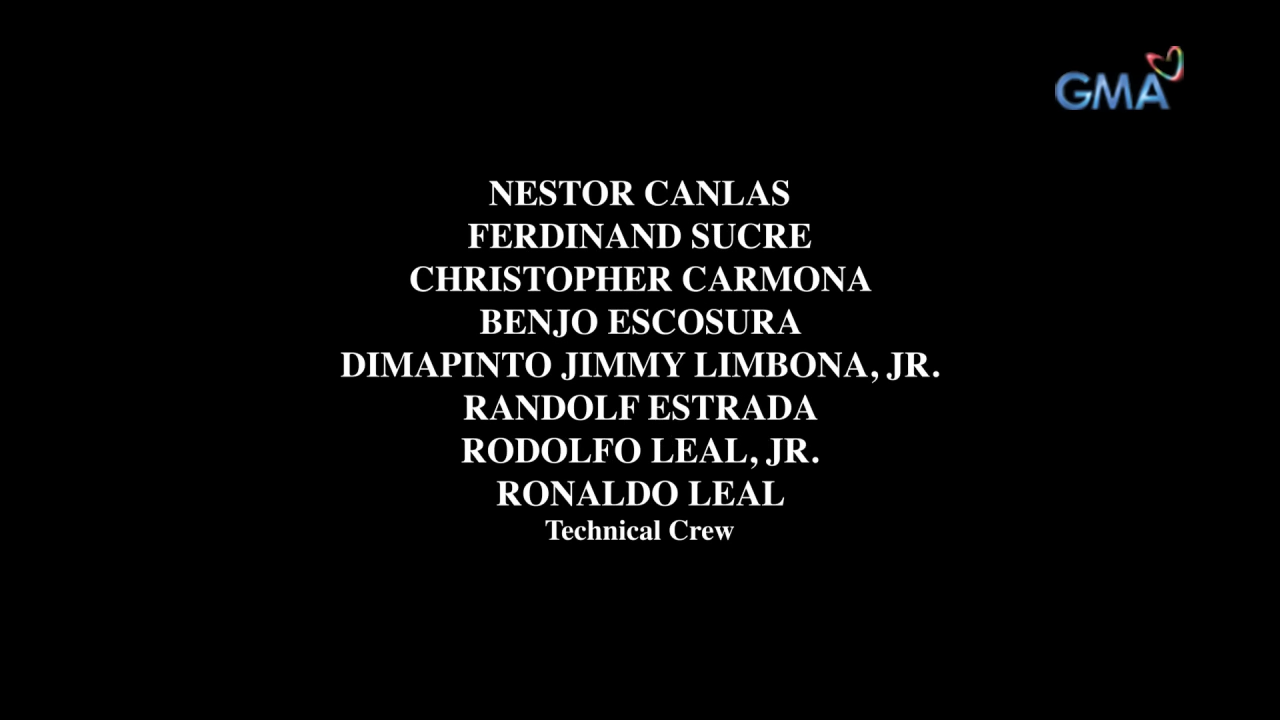 GMA
NESTOR CANLAS
FERDINAND SUCRE
CHRISTOPHER CARMONA
BENJO ESCOSURA
DIMAPINTO JIMMY LIMBONA, JR.
RANDOLF ESTRADA
RODOLFO LEAL, JR.
RONALDO LEAL
Technical Crew